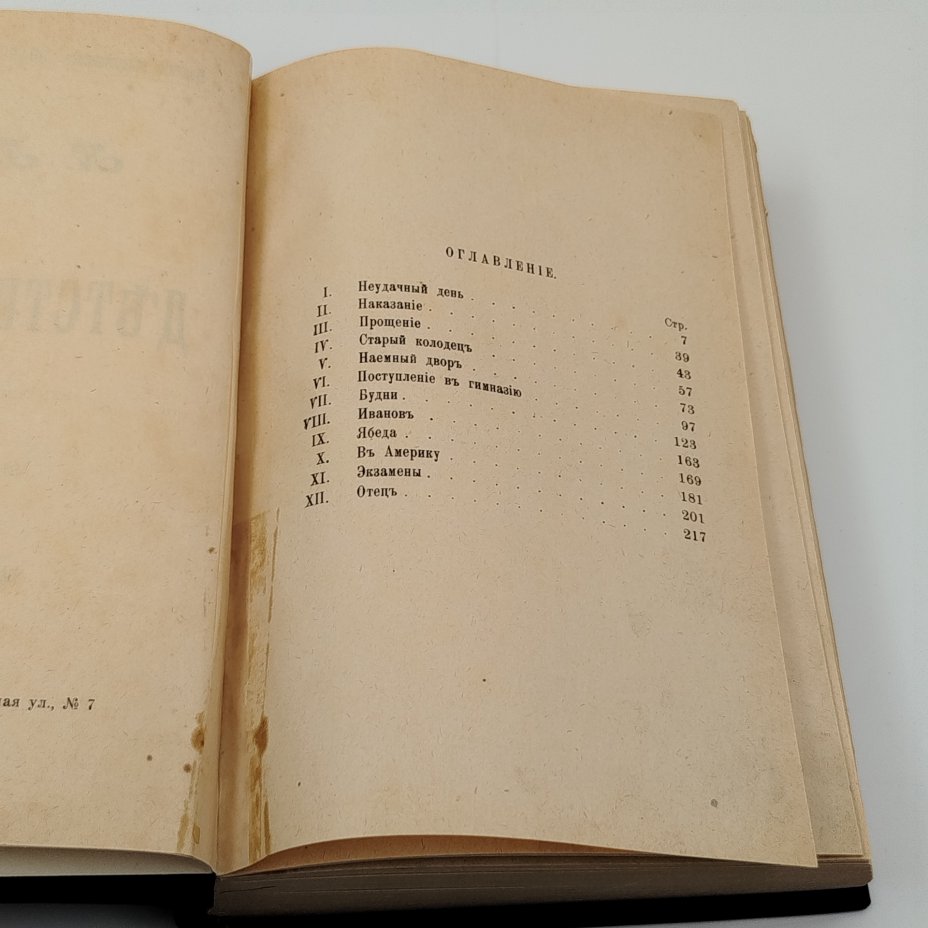 ая ул., № 7
ОГЛАВЛЕНІЕ.
Стр.
I. Неудачный день 7
II. Наказаніе 39
III. Прощеніе 43
IV. Старый колодецъ 57
V. Наемный дворъ 73
VI. Поступленіе въ гимназію 97
VII. Будни 123
VIII. Ивановъ 163
IX. Ябеда 169
X. Въ Америку 181
XI. Экзамены 201
XII. Отецъ 217